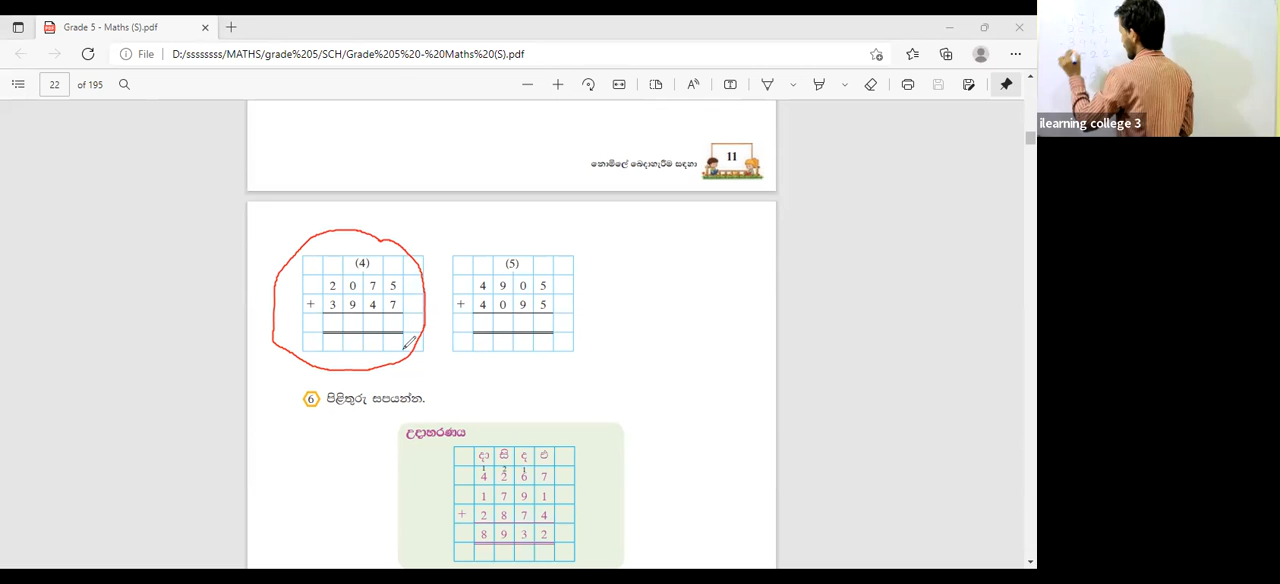 Grade 5 - Maths (S).pdf
File
D:/ssssssss/MATHS/grade%205/SCH/Grade%205%20-%20Maths%20(S).pdf
22 of 195
ilearning college 3
නොමිලේ බෙදාහැරීම සඳහා 11
(4)
2 0 7 5
+ 3 9 4 7
(5)
4 9 0 5
+ 4 0 9 5
6 පිළිතුරු සපයන්න.
උදාහරණය
දා සි ද එ
1 2 1
4 2 6 7
1 7 9 1
+ 2 8 7 4
8 9 3 2